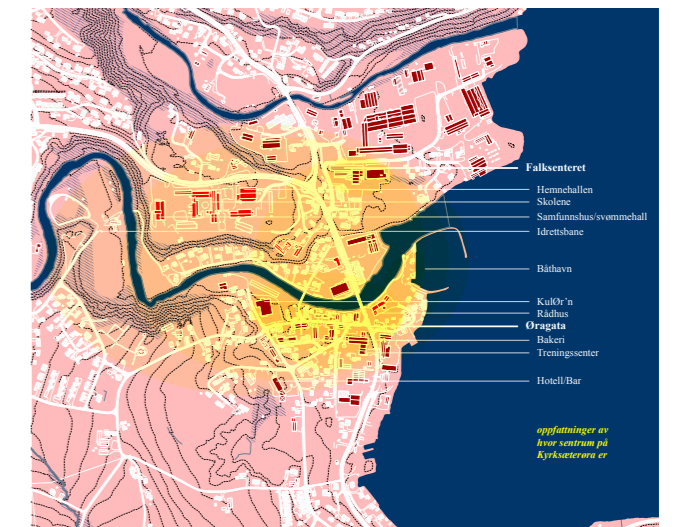 Falksenteret
Hemnehallen
Skolene
Samfunnshus/svømmehall
Idrettsbane
Båthavn
KulØr'n
Rådhus
Øragata
Bakeri
Treningssenter
Hotell/Bar
oppfattninger av
hvor sentrum på
Kyrksæterøra er